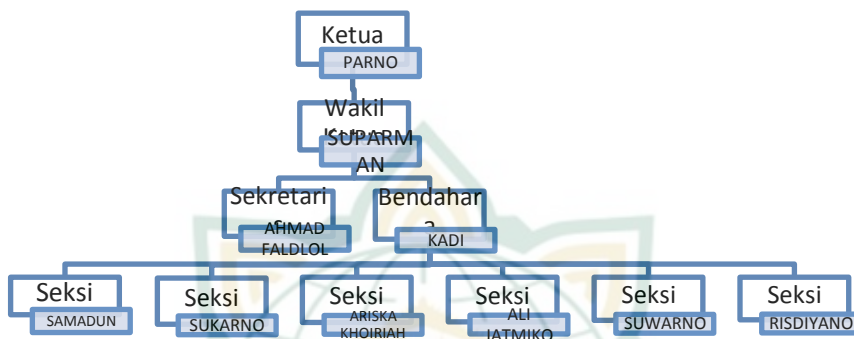 Ketua
PARNO
Wakil
SUPARM
AN
Sekretari
AHMAD
FALDLOL
Bendahar
a
KADI
Seksi
SAMADUN
Seksi
SUKARNO
Seksi
ARISKA
KHOIRIAH
Seksi
ALI
JATMIKO
Seksi
SUWARNO
Seksi
RISDIYANO